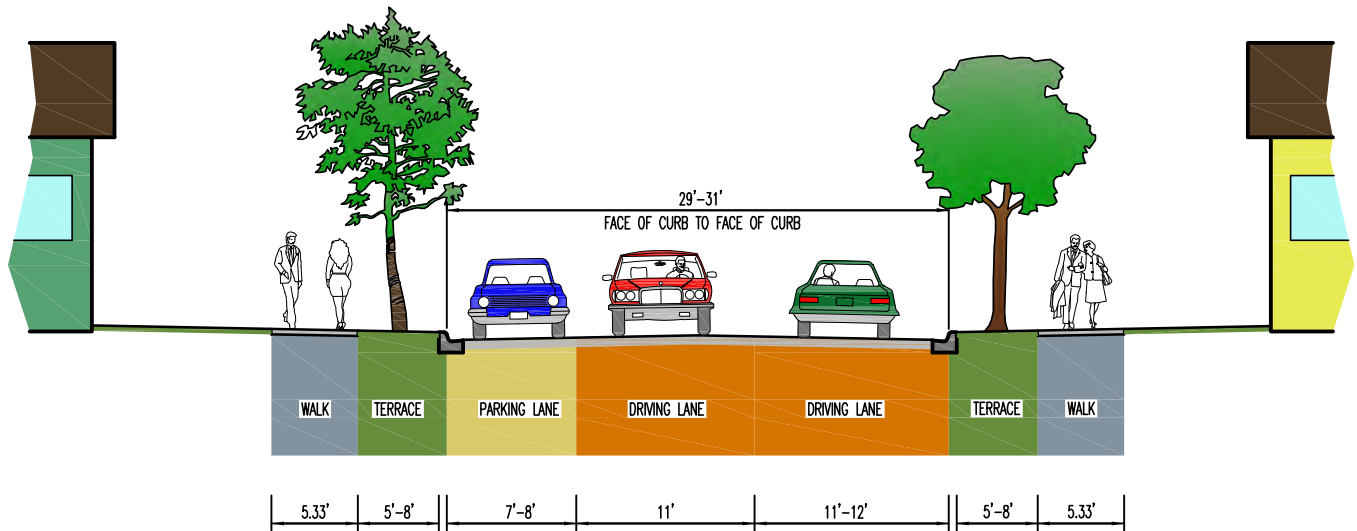 29'-31'
FACE OF CURB TO FACE OF CURB
WALK TERRACE PARKING LANE DRIVING LANE DRIVING LANE TERRACE WALK
5.33' 5'-8' 7'-8' 11' 11'-12' 5'-8' 5.33'